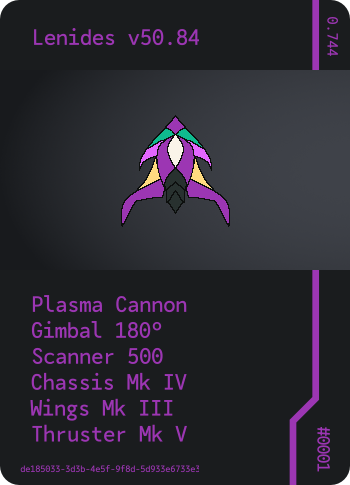 Lenides v50.84
0.744
Plasma Cannon
Gimbal 180°
Scanner 500
Chassis Mk IV
Wings Mk III
Thruster Mk V
#0001
de185033-3d3b-4e5f-9f8d-5d933e6733e3